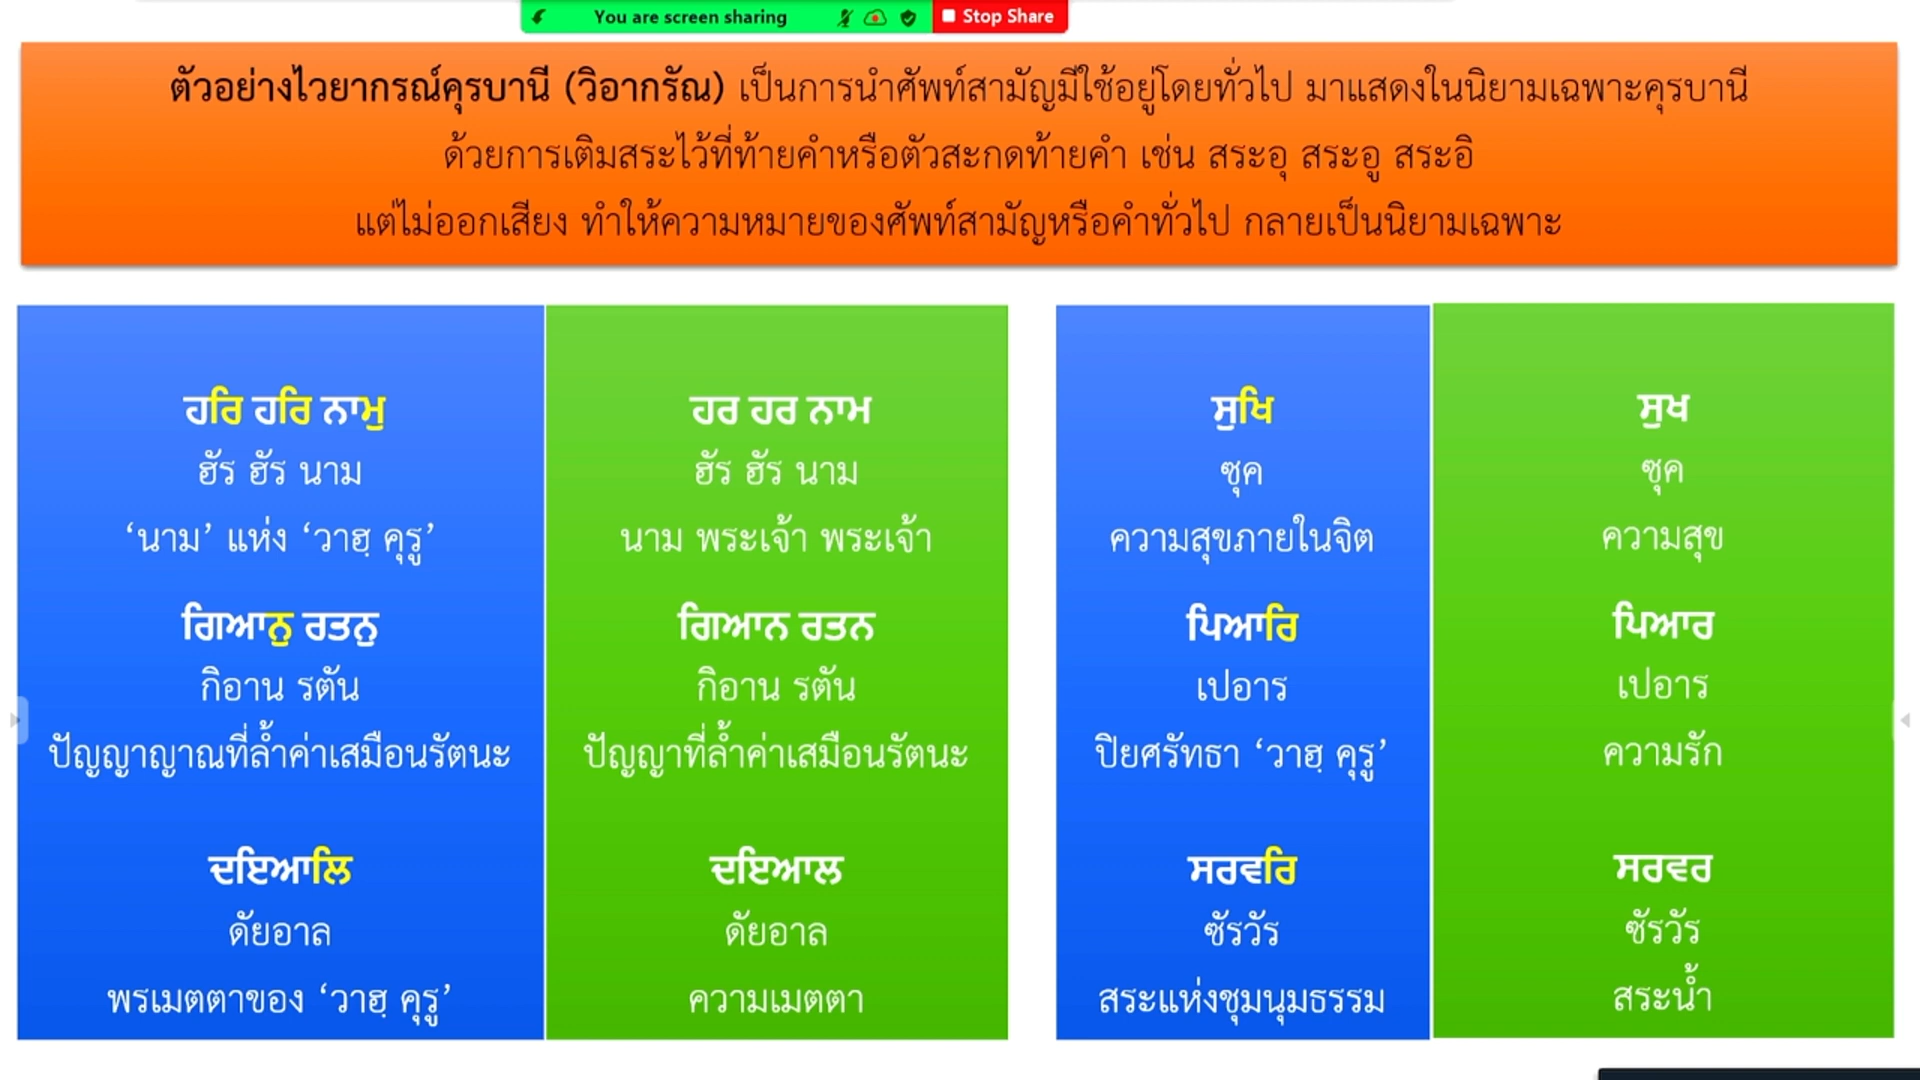 You are screen sharing
Stop Share
ตัวอย่างไวยากรณ์คุรบานี (วิอากรัณ) เป็นการนำศัพท์สามัญมีใช้อยู่โดยทั่วไป มาแสดงในนิยามเฉพาะคุรบานี
ด้วยการเติมสระไว้ที่ท้ายคำหรือตัวสะกดท้ายคำ เช่น สระอุ สระอู สระอิ
แต่ไม่ออกเสียง ทำให้ความหมายของศัพท์สามัญหรือคำทั่วไป กลายเป็นนิยามเฉพาะ
ਹਰਿ ਹਰਿ ਨਾਮੁ
ฮัร ฮัร นาม
‘นาม’ แห่ง ‘วาฮฺ คุรู’
ਗਿਆਨੁ ਰਤਨੁ
กิอาน รตัน
ปัญญาญาณที่ล้ำค่าเสมือนรัตนะ
ਦਇਆਲਿ
ดัยอาล
พรเมตตาของ ‘วาฮฺ คุรู’
ਹਰ ਹਰ ਨਾਮ
ฮัร ฮัร นาม
นาม พระเจ้า พระเจ้า
ਗਿਆਨ ਰਤਨ
กิอาน รตัน
ปัญญาที่ล้ำค่าเสมือนรัตนะ
ਦਇਆਲ
ดัยอาล
ความเมตตา
ਸੁਖਿ
ซุค
ความสุขภายในจิต
ਪਿਆਰਿ
เปอาร
ปิยศรัทธา ‘วาฮฺ คุรู’
ਸਰਵਰਿ
ซัรวัร
สระแห่งชุมนุมธรรม
ਸੁਖ
ซุค
ความสุข
ਪਿਆਰ
เปอาร
ความรัก
ਸਰਵਰ
ซัรวัร
สระน้ำ